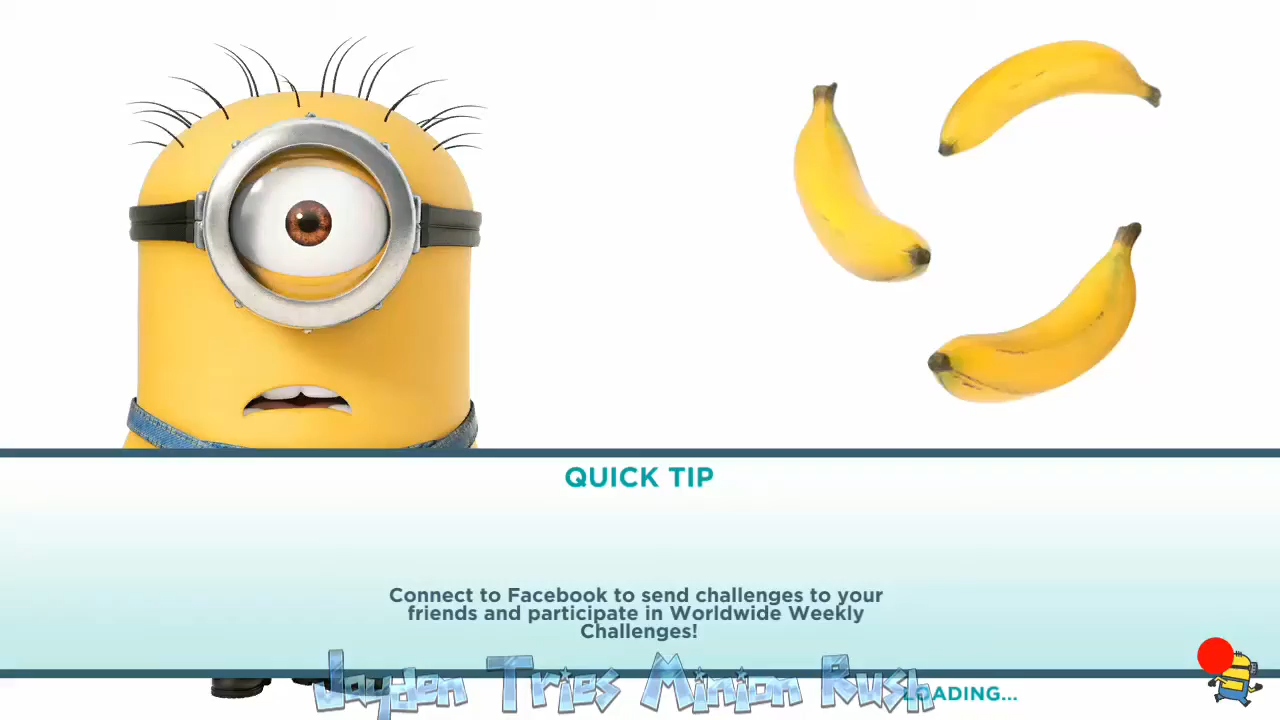 QUICK TIP
Connect to Facebook to send challenges to your
friends and participate in Worldwide Weekly
Challenges!
Jayden Tries Minion Rush
LOADING...